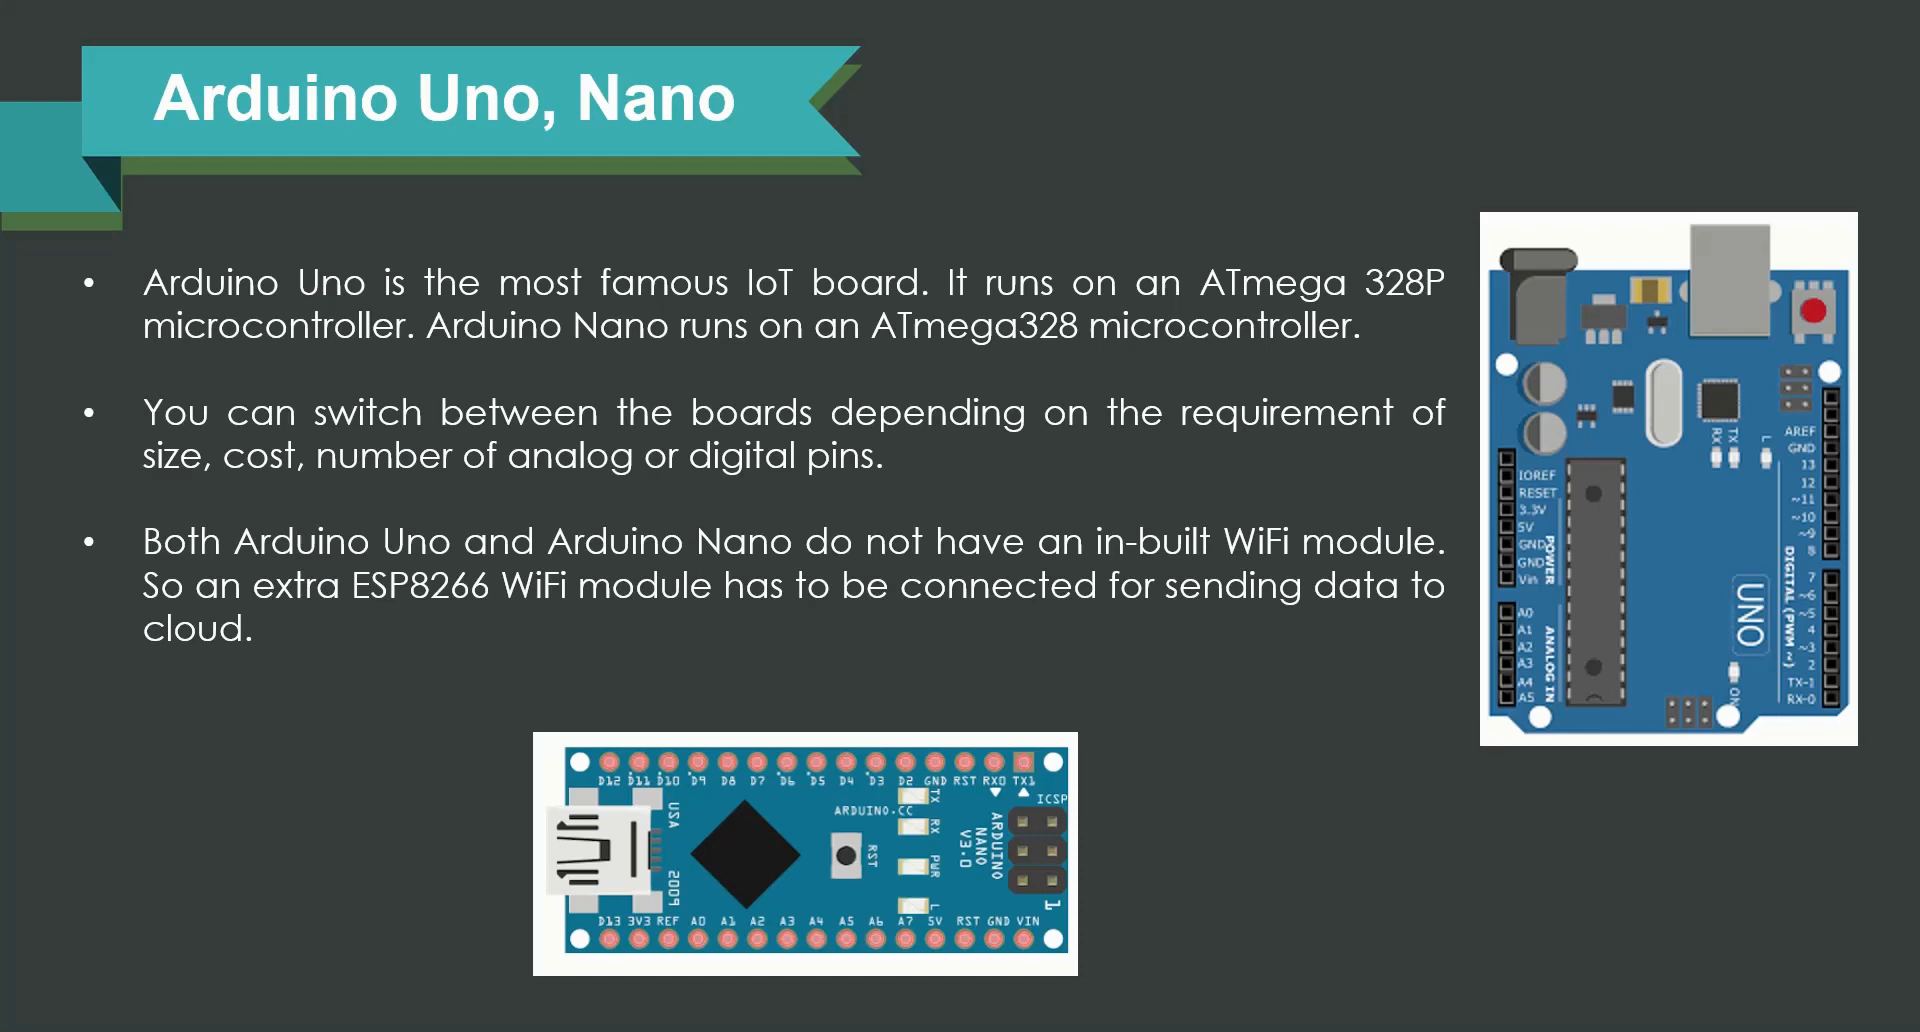 Arduino Uno, Nano
• Arduino Uno is the most famous IoT board. It runs on an ATmega 328P
microcontroller. Arduino Nano runs on an ATmega328 microcontroller.
• You can switch between the boards depending on the requirement of
size, cost, number of analog or digital pins.
• Both Arduino Uno and Arduino Nano do not have an in-built WiFi module.
So an extra ESP8266 WiFi module has to be connected for sending data to
cloud.
RX
TX
L
AREF
GND
13
12
~11
~10
~9
8
7
~6
~5
4
~3
2
TX-1
RX-0
DIGITAL (PWM ~)
UNO
ON
IOREF
RESET
3.3V
5V
GND
GND
Vin
POWER
A0
A1
A2
A3
A4
A5
ANALOG IN
D12 D11 D10 D9 D8 D7 D6 D5 D4 D3 D2 GND RST RX0 TX1
ICSP
ARDUINO.CC
TX
RX
PWR
L
RST
ARDUINO
NANO
V3.0
USA
2009
1
D13 3V3 REF A0 A1 A2 A3 A4 A5 A6 A7 5V RST GND VIN